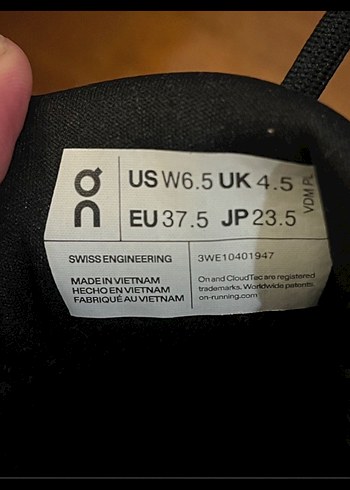 on
US W6.5 UK 4.5
EU 37.5 JP 23.5
VDM PL
SWISS ENGINEERING
3WE10401947
MADE IN VIETNAM
HECHO EN VIETNAM
FABRIQUÉ AU VIETNAM
On and CloudTec are registered
trademarks. Worldwide patents
on-running.com